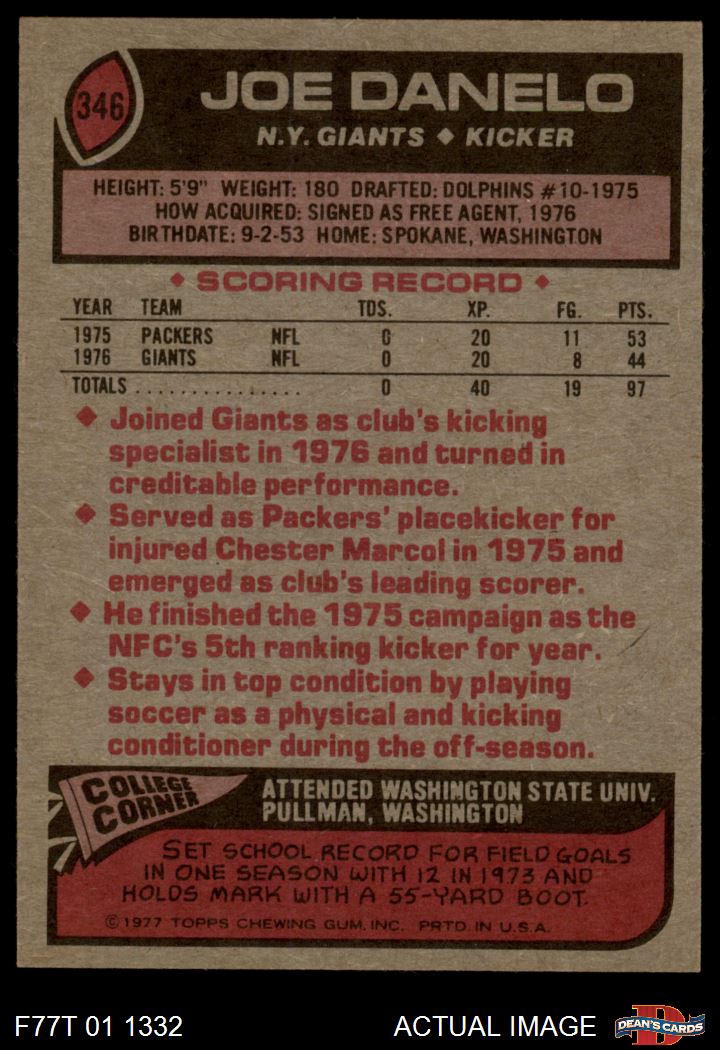 346
JOE DANELO
N.Y. GIANTS ◆ KICKER
HEIGHT: 5'9" WEIGHT: 180 DRAFTED: DOLPHINS #10-1975
HOW ACQUIRED: SIGNED AS FREE AGENT, 1976
BIRTHDATE: 9-2-53 HOME: SPOKANE, WASHINGTON
◆ SCORING RECORD ◆
YEAR TEAM TDS. XP. FG. PTS.
1975 PACKERS NFL 0 20 11 53
1976 GIANTS NFL 0 20 8 44
TOTALS ................ 0 40 19 97
◆ Joined Giants as club's kicking
specialist in 1976 and turned in
creditable performance.
◆ Served as Packers' placekicker for
injured Chester Marcol in 1975 and
emerged as club's leading scorer.
◆ He finished the 1975 campaign as the
NFC's 5th ranking kicker for year.
◆ Stays in top condition by playing
soccer as a physical and kicking
conditioner during the off-season.
COLLEGE
CORNER
ATTENDED WASHINGTON STATE UNIV.
PULLMAN, WASHINGTON
SET SCHOOL RECORD FOR FIELD GOALS
IN ONE SEASON WITH 12 IN 1973 AND
HOLDS MARK WITH A 55-YARD BOOT.
©1977 TOPPS CHEWING GUM, INC. PRTD. IN U.S.A.
F77T 01 1332 ACTUAL IMAGE
D
DEAN'S CARDS